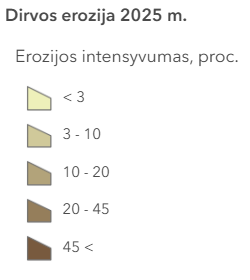 Dirvos erozija 2025 m.
Erozijos intensyvumas, proc.
< 3
3 - 10
10 - 20
20 - 45
45 <